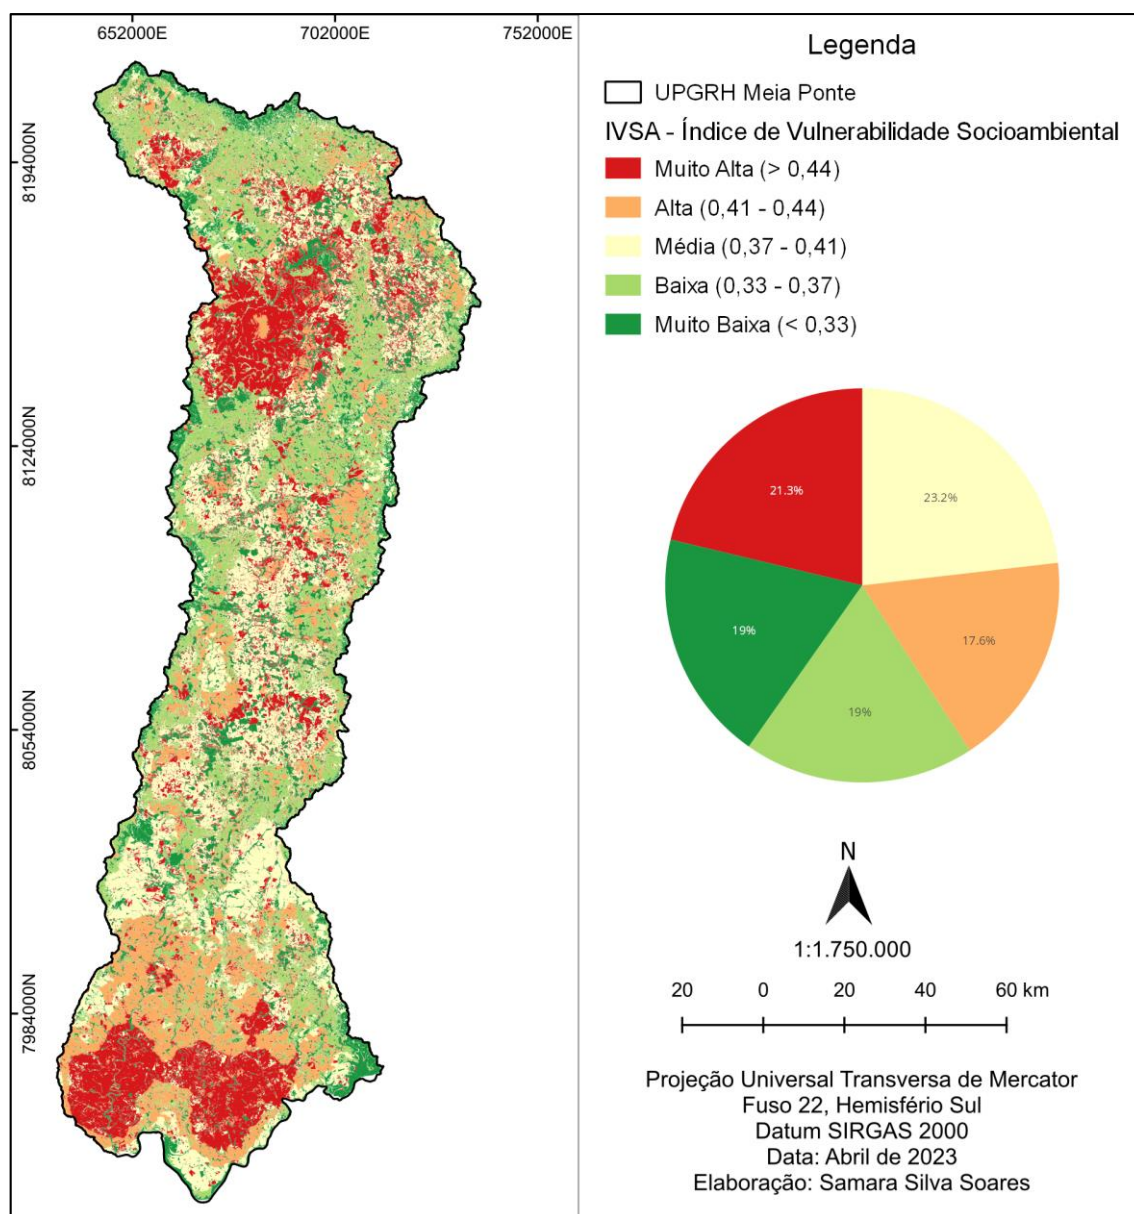 652000E
702000E
752000E
8194000N
8124000N
8054000N
7984000N
Legenda
UPGRH Meia Ponte
IVSA - Índice de Vulnerabilidade Socioambiental
Muito Alta (> 0,44)
Alta (0,41 - 0,44)
Média (0,37 - 0,41)
Baixa (0,33 - 0,37)
Muito Baixa (< 0,33)
21.3%
23.2%
17.6%
19%
19%
N
1:1.750.000
20 0 20 40 60 km
Projeção Universal Transversa de Mercator
Fuso 22, Hemisfério Sul
Datum SIRGAS 2000
Data: Abril de 2023
Elaboração: Samara Silva Soares